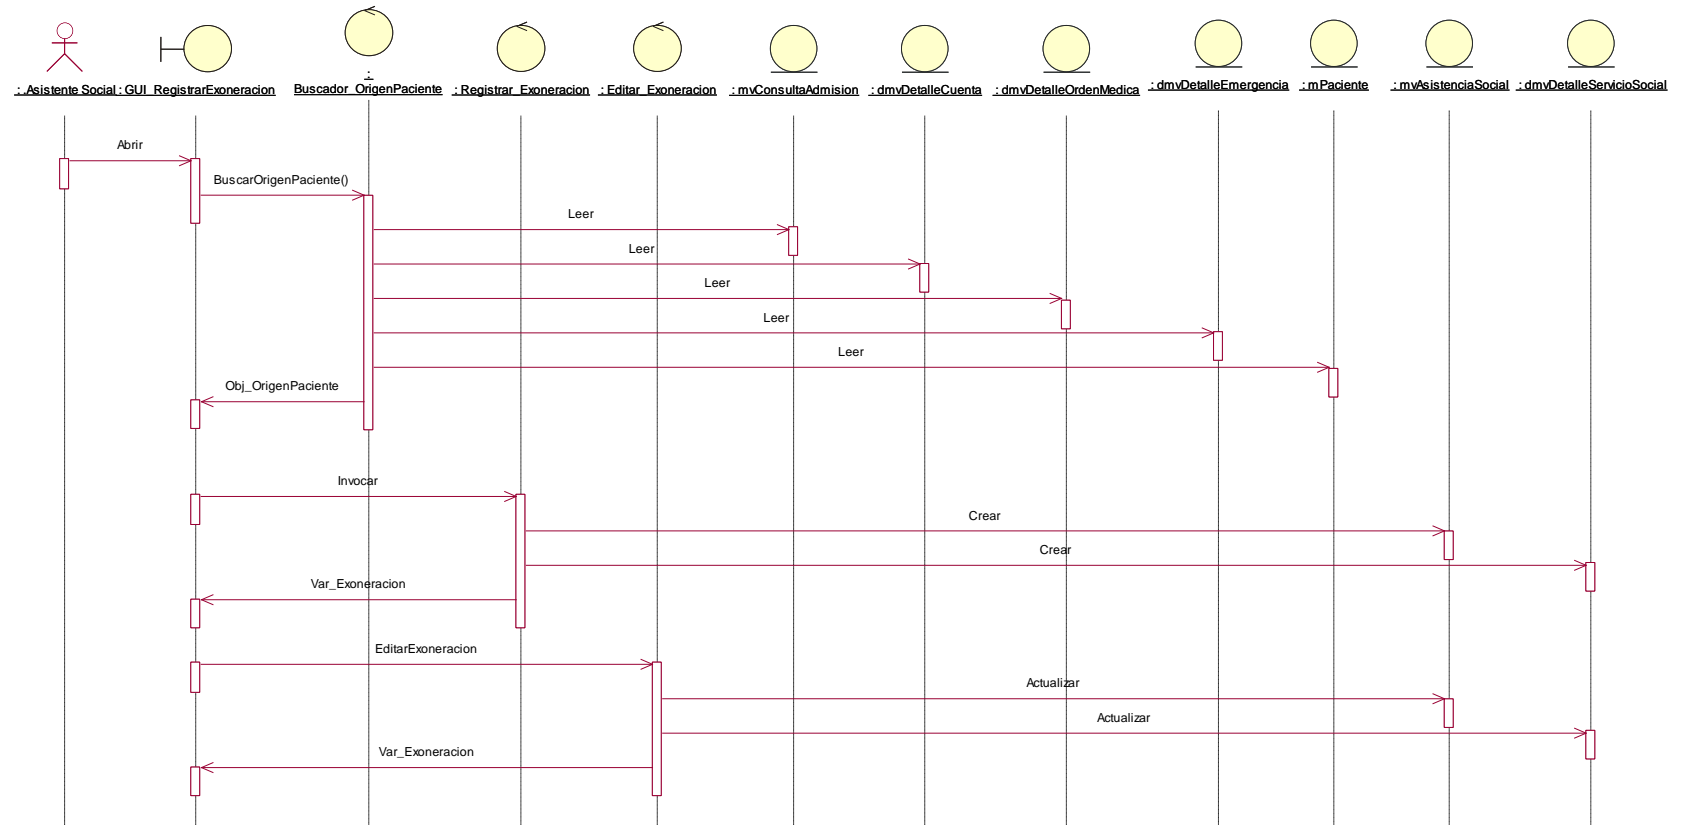 : .Asistente Social
: GUI_RegistrarExoneracion
:
Buscador_OrigenPaciente
: Registrar_Exoneracion
: Editar_Exoneracion
: mvConsultaAdmision
: dmvDetalleCuenta
: dmvDetalleOrdenMedica
: dmvDetalleEmergencia
: mPaciente
: mvAsistenciaSocial
: dmvDetalleServicioSocial
Abrir
BuscarOrigenPaciente()
Leer
Leer
Leer
Leer
Leer
Obj_OrigenPaciente
Invocar
Crear
Crear
Var_Exoneracion
EditarExoneracion
Actualizar
Actualizar
Var_Exoneracion